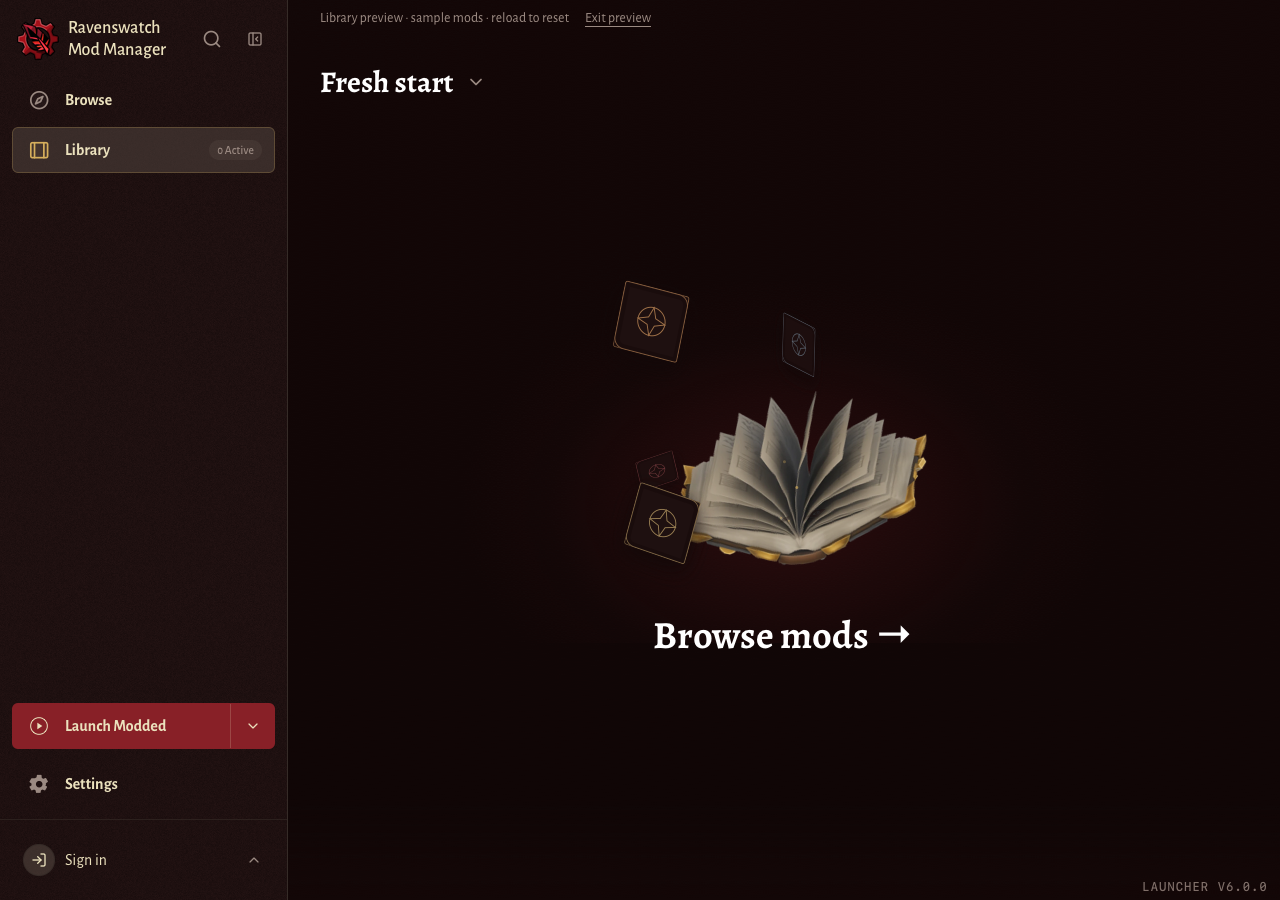 Ravenswatch
Mod Manager
Browse
Library
0 Active
Launch Modded
Settings
Sign in
Library preview · sample mods · reload to reset
Exit preview
Fresh start
Browse mods →
LAUNCHER V6.0.0